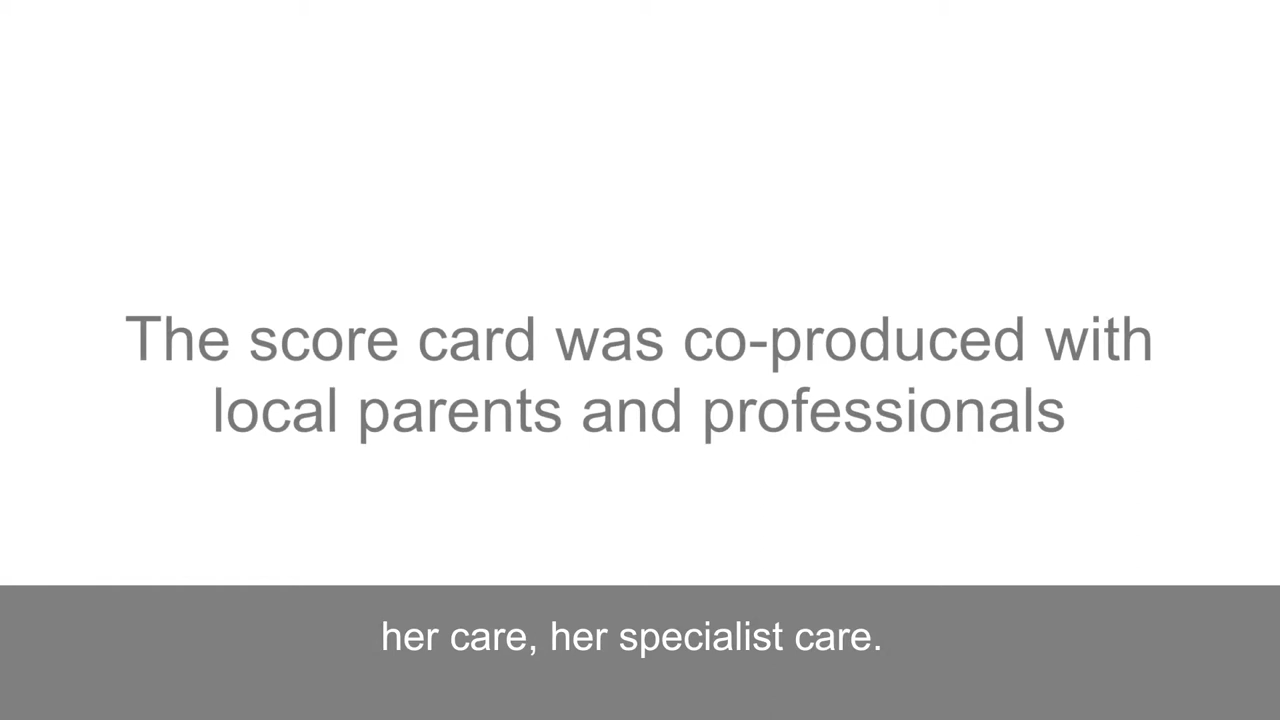 The score card was co-produced with
local parents and professionals
her care, her specialist care.